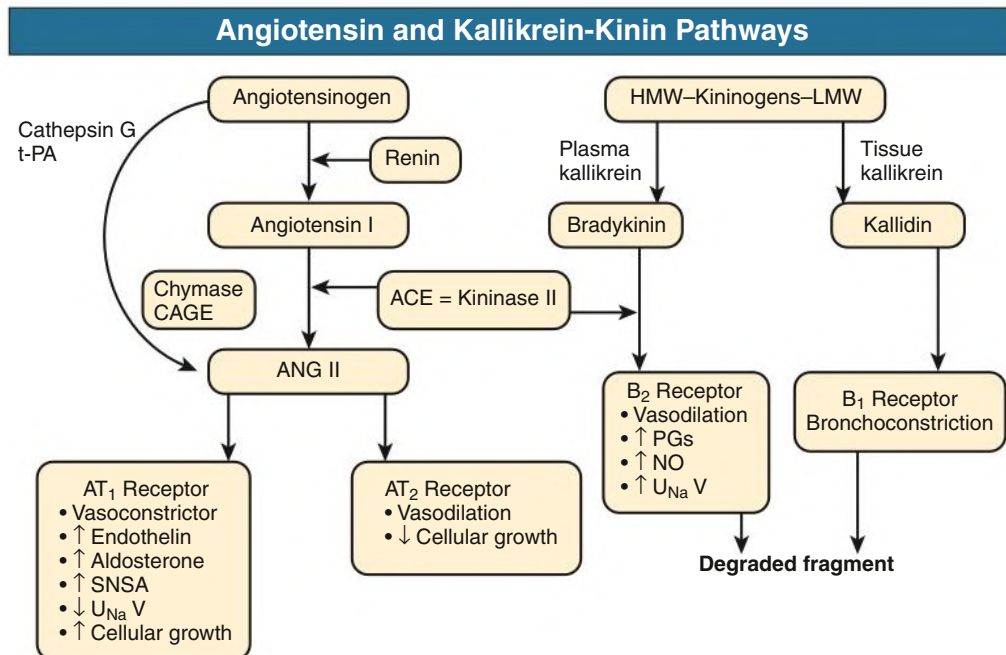 Angiotensin and Kallikrein-Kinin Pathways
Angiotensinogen
HMW–Kininogens–LMW
Cathepsin G
t-PA
Renin
Plasma
kallikrein
Tissue
kallikrein
Angiotensin I
Bradykinin
Kallidin
Chymase
CAGE
ACE = Kininase II
ANG II
AT₁ Receptor
• Vasoconstrictor
• ↑ Endothelin
• ↑ Aldosterone
• ↑ SNSA
• ↓ U_Na V
• ↑ Cellular growth
AT₂ Receptor
• Vasodilation
• ↓ Cellular growth
B₂ Receptor
• Vasodilation
• ↑ PGs
• ↑ NO
• ↑ U_Na V
B₁ Receptor
Bronchoconstriction
Degraded fragment